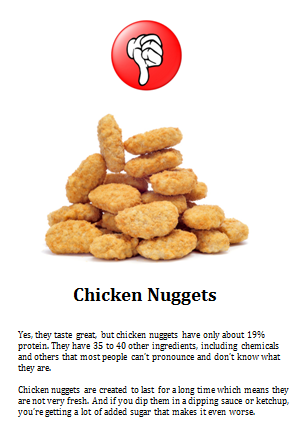 Chicken Nuggets
Yes, they taste great, but chicken nuggets have only about 19%
protein. They have 35 to 40 other ingredients, including chemicals
and others that most people can't pronounce and don't know what
they are.
Chicken nuggets are created to last for a long time which means they
are not very fresh. And if you dip them in a dipping sauce or ketchup,
you're getting a lot of added sugar that makes it even worse.